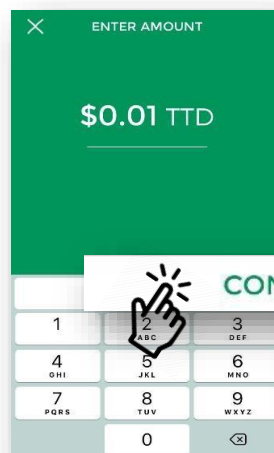 ENTER AMOUNT
$0.01 TTD
CON
1 2 ABC 3 DEF
4 GHI 5 JKL 6 MNO
7 PQRS 8 TUV 9 WXYZ
0